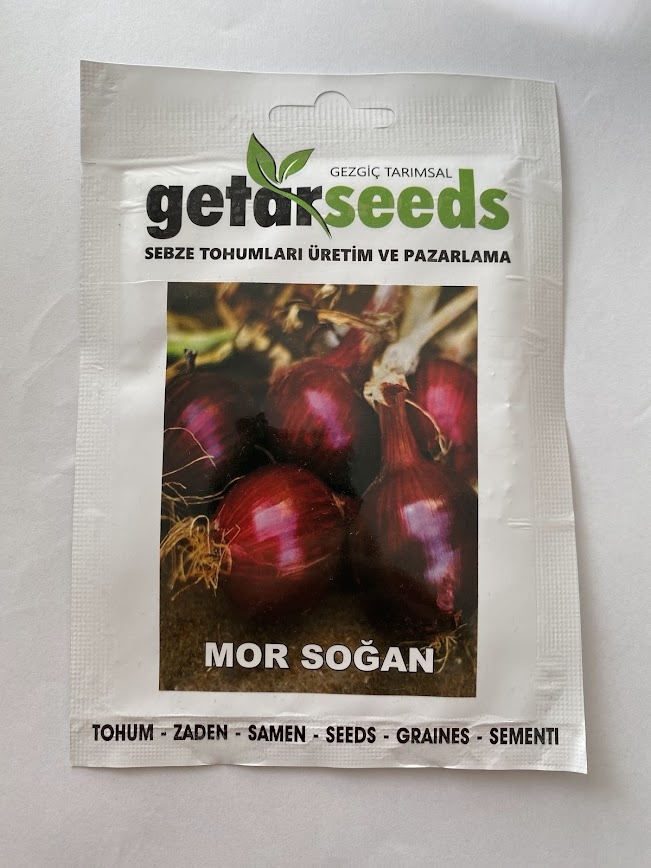 GEZGİÇ TARIMSAL
getarseeds
SEBZE TOHUMLARI ÜRETİM VE PAZARLAMA
MOR SOĞAN
TOHUM - ZADEN - SAMEN - SEEDS - GRAINES - SEMENTI